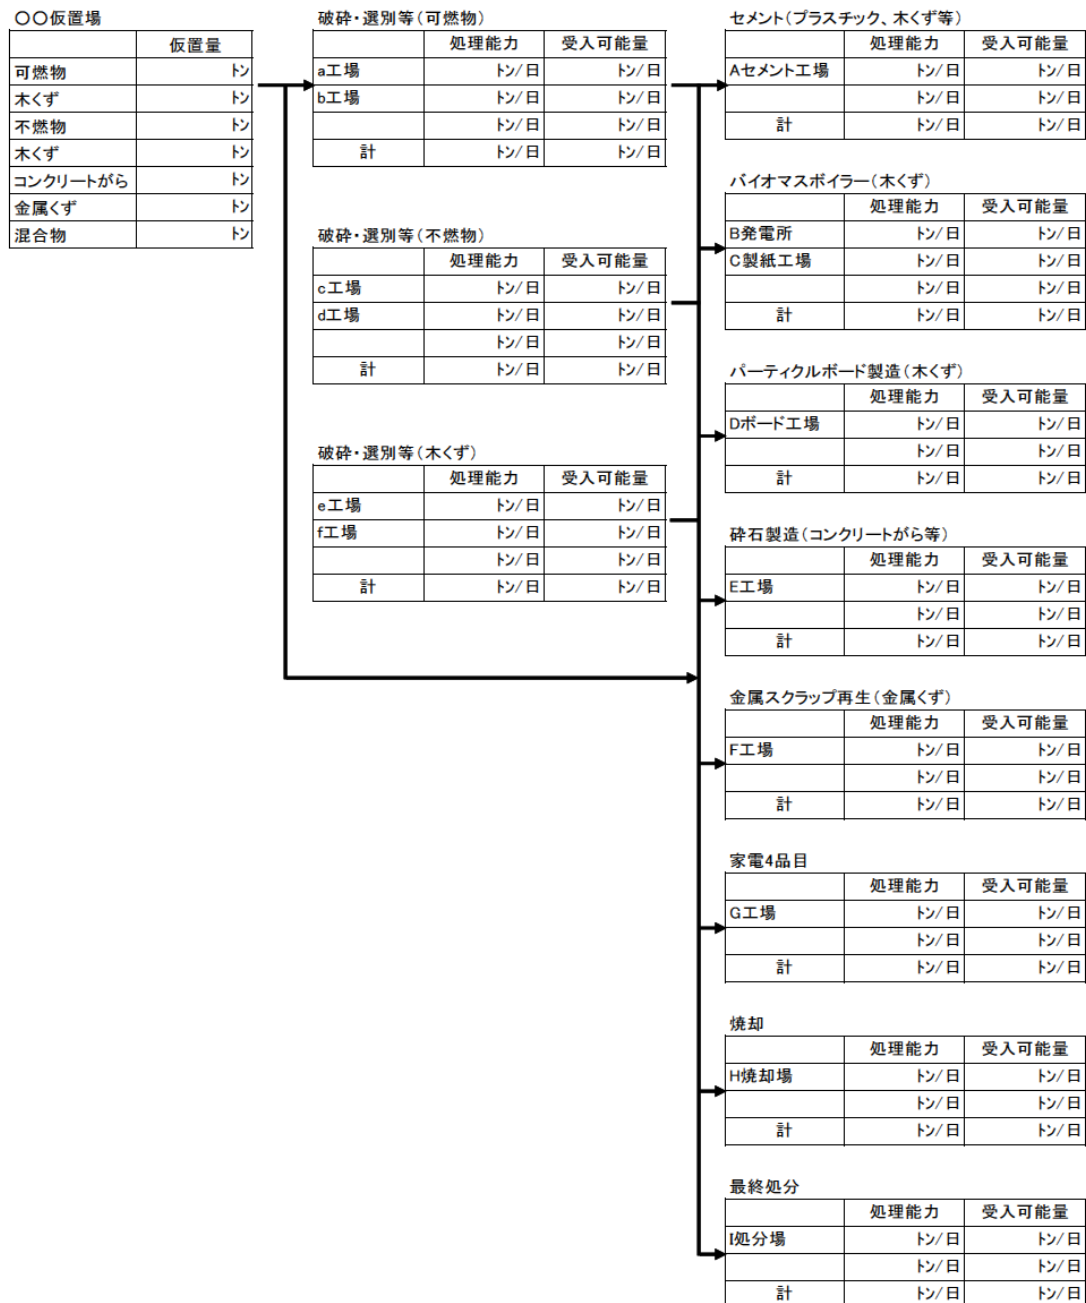 〇〇仮置場
仮置量
可燃物 トン
木くず トン
不燃物 トン
木くず トン
コンクリートがら トン
金属くず トン
混合物 トン
破砕・選別等(可燃物)
処理能力 受入可能量
a工場 トン/日 トン/日
b工場 トン/日 トン/日
トン/日 トン/日
計 トン/日 トン/日
破砕・選別等(不燃物)
処理能力 受入可能量
c工場 トン/日 トン/日
d工場 トン/日 トン/日
トン/日 トン/日
計 トン/日 トン/日
破砕・選別等(木くず)
処理能力 受入可能量
e工場 トン/日 トン/日
f工場 トン/日 トン/日
トン/日 トン/日
計 トン/日 トン/日
セメント(プラスチック、木くず等)
処理能力 受入可能量
Aセメント工場 トン/日 トン/日
トン/日 トン/日
計 トン/日 トン/日
バイオマスボイラー(木くず)
処理能力 受入可能量
B発電所 トン/日 トン/日
C製紙工場 トン/日 トン/日
トン/日 トン/日
計 トン/日 トン/日
パーティクルボード製造(木くず)
処理能力 受入可能量
Dボード工場 トン/日 トン/日
トン/日 トン/日
計 トン/日 トン/日
砕石製造(コンクリートがら等)
処理能力 受入可能量
E工場 トン/日 トン/日
トン/日 トン/日
計 トン/日 トン/日
金属スクラップ再生(金属くず)
処理能力 受入可能量
F工場 トン/日 トン/日
トン/日 トン/日
計 トン/日 トン/日
家電4品目
処理能力 受入可能量
G工場 トン/日 トン/日
トン/日 トン/日
計 トン/日 トン/日
焼却
処理能力 受入可能量
H焼却場 トン/日 トン/日
トン/日 トン/日
計 トン/日 トン/日
最終処分
処理能力 受入可能量
I処分場 トン/日 トン/日
トン/日 トン/日
計 トン/日 トン/日